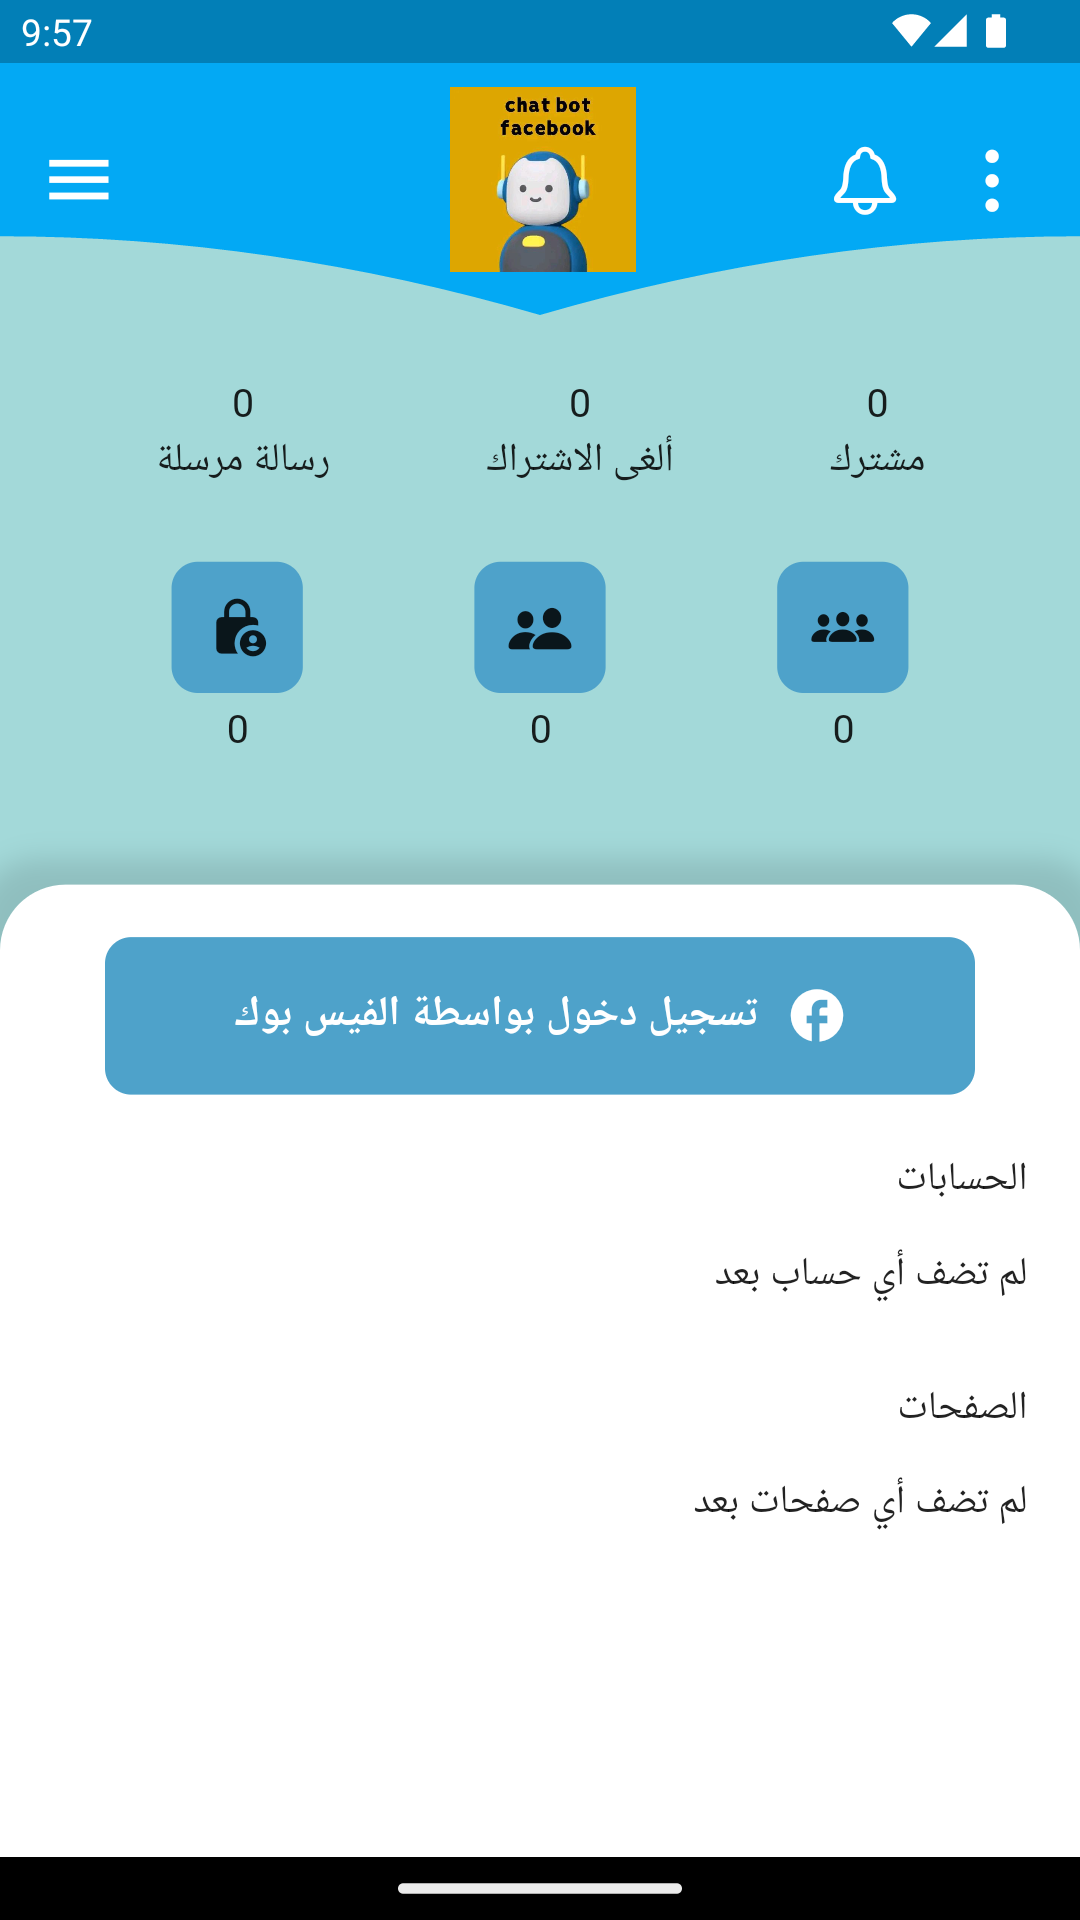 9:57
chat bot
facebook
0
0
0
مشترك
ألغى الاشتراك
رسالة مرسلة
0
0
0
تسجيل دخول بواسطة الفيس بوك
الحسابات
لم تضف أي حساب بعد
الصفحات
لم تضف أي صفحات بعد